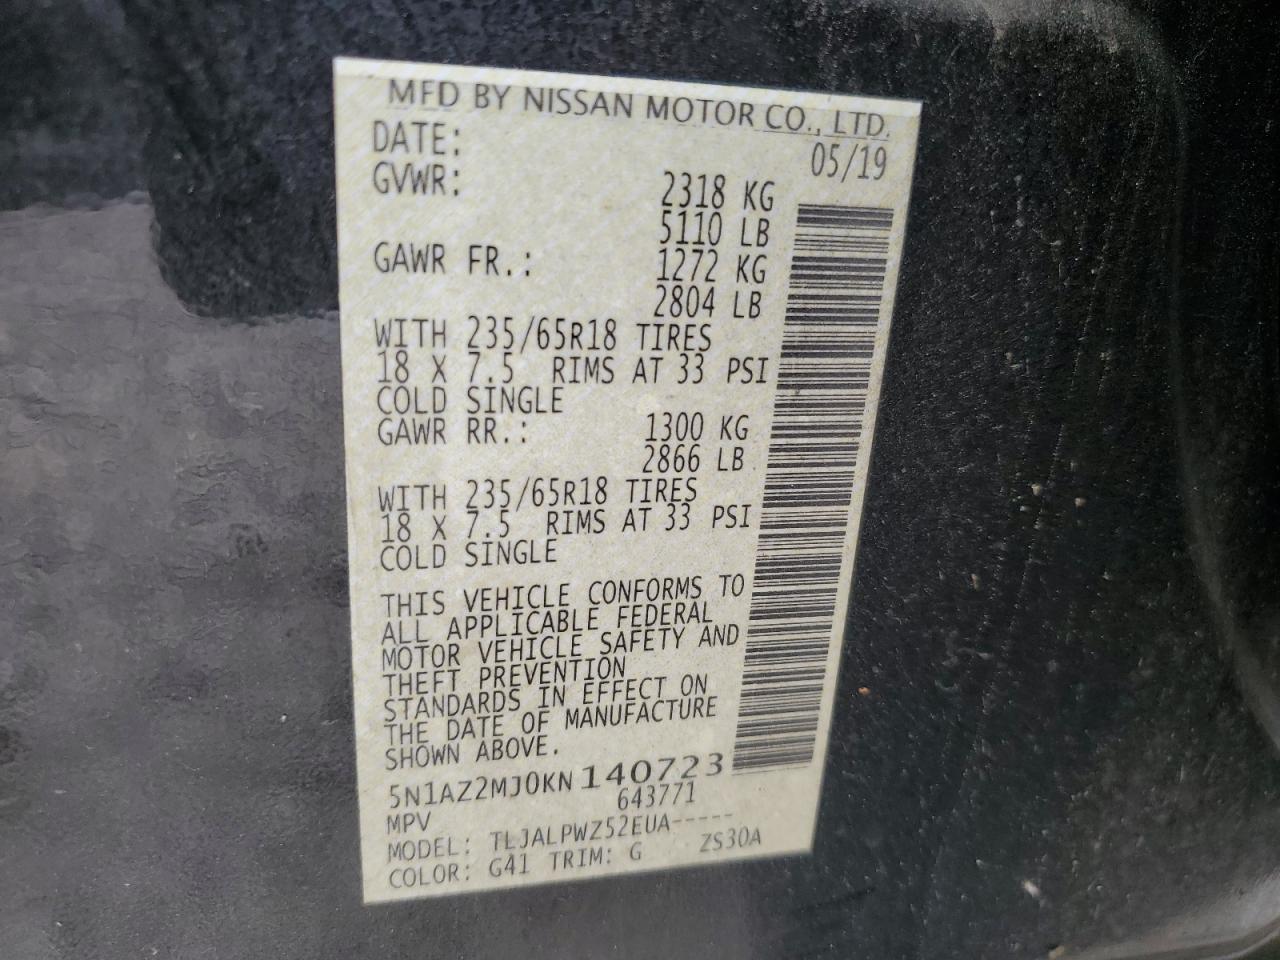 MFD BY NISSAN MOTOR CO., LTD.
DATE: 05/19
GVWR: 2318 KG
5110 LB
GAWR FR.: 1272 KG
2804 LB
WITH 235/65R18 TIRES
18 X 7.5 RIMS AT 33 PSI
COLD SINGLE
GAWR RR.: 1300 KG
2866 LB
WITH 235/65R18 TIRES
18 X 7.5 RIMS AT 33 PSI
COLD SINGLE
THIS VEHICLE CONFORMS TO
ALL APPLICABLE FEDERAL
MOTOR VEHICLE SAFETY AND
THEFT PREVENTION
STANDARDS IN EFFECT ON
THE DATE OF MANUFACTURE
SHOWN ABOVE.
5N1AZ2MJ0KN140723
MPV 643771
MODEL: TLJALPWZ52EUA-----
COLOR: G41 TRIM: G ZS30A